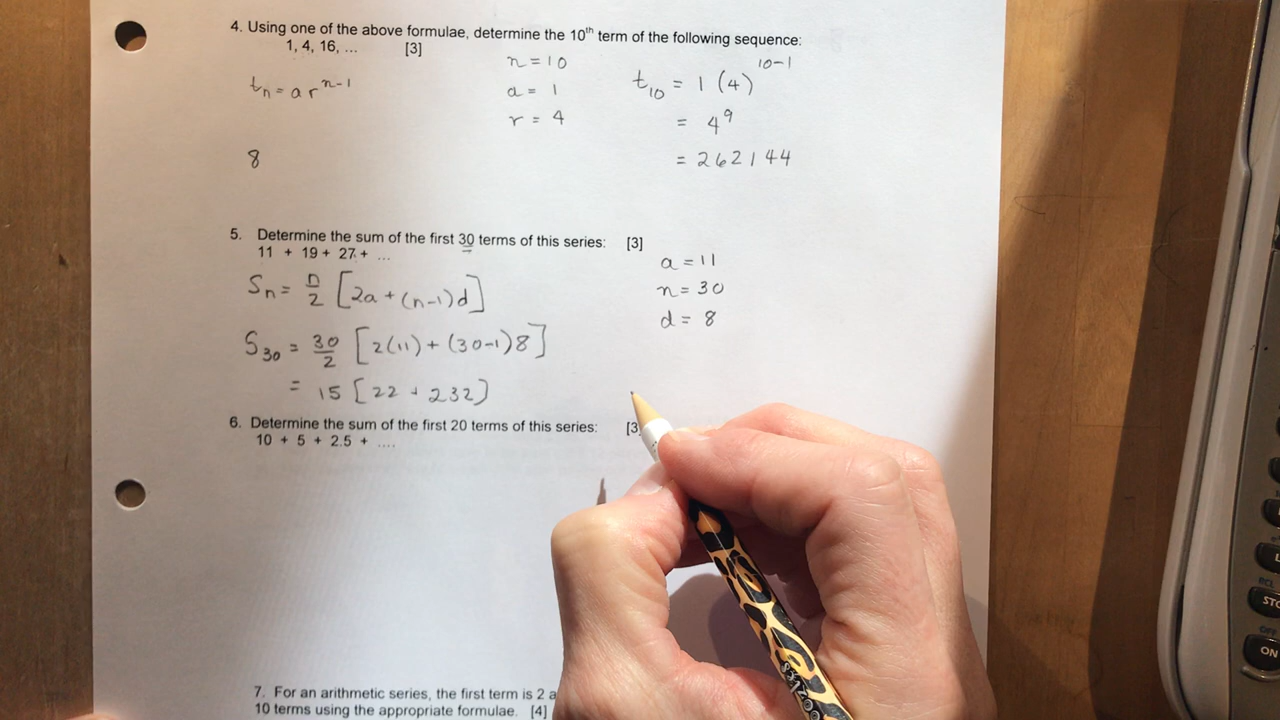 4. Using one of the above formulae, determine the 10th term of the following sequence:
1, 4, 16, ... [3]
tn = ar^n-1
n = 10
a = 1
r = 4
t10 = 1 (4)^10-1
= 4^9
= 262144
8
5. Determine the sum of the first 30 terms of this series: [3]
11 + 19 + 27 + ...
Sn = n/2 [2a + (n-1)d]
S30 = 30/2 [2(11) + (30-1)8]
= 15 [22 + 232]
a = 11
n = 30
d = 8
6. Determine the sum of the first 20 terms of this series: [3
10 + 5 + 2.5 + ....
7. For an arithmetic series, the first term is 2 a
10 terms using the appropriate formulae. [4]
ON